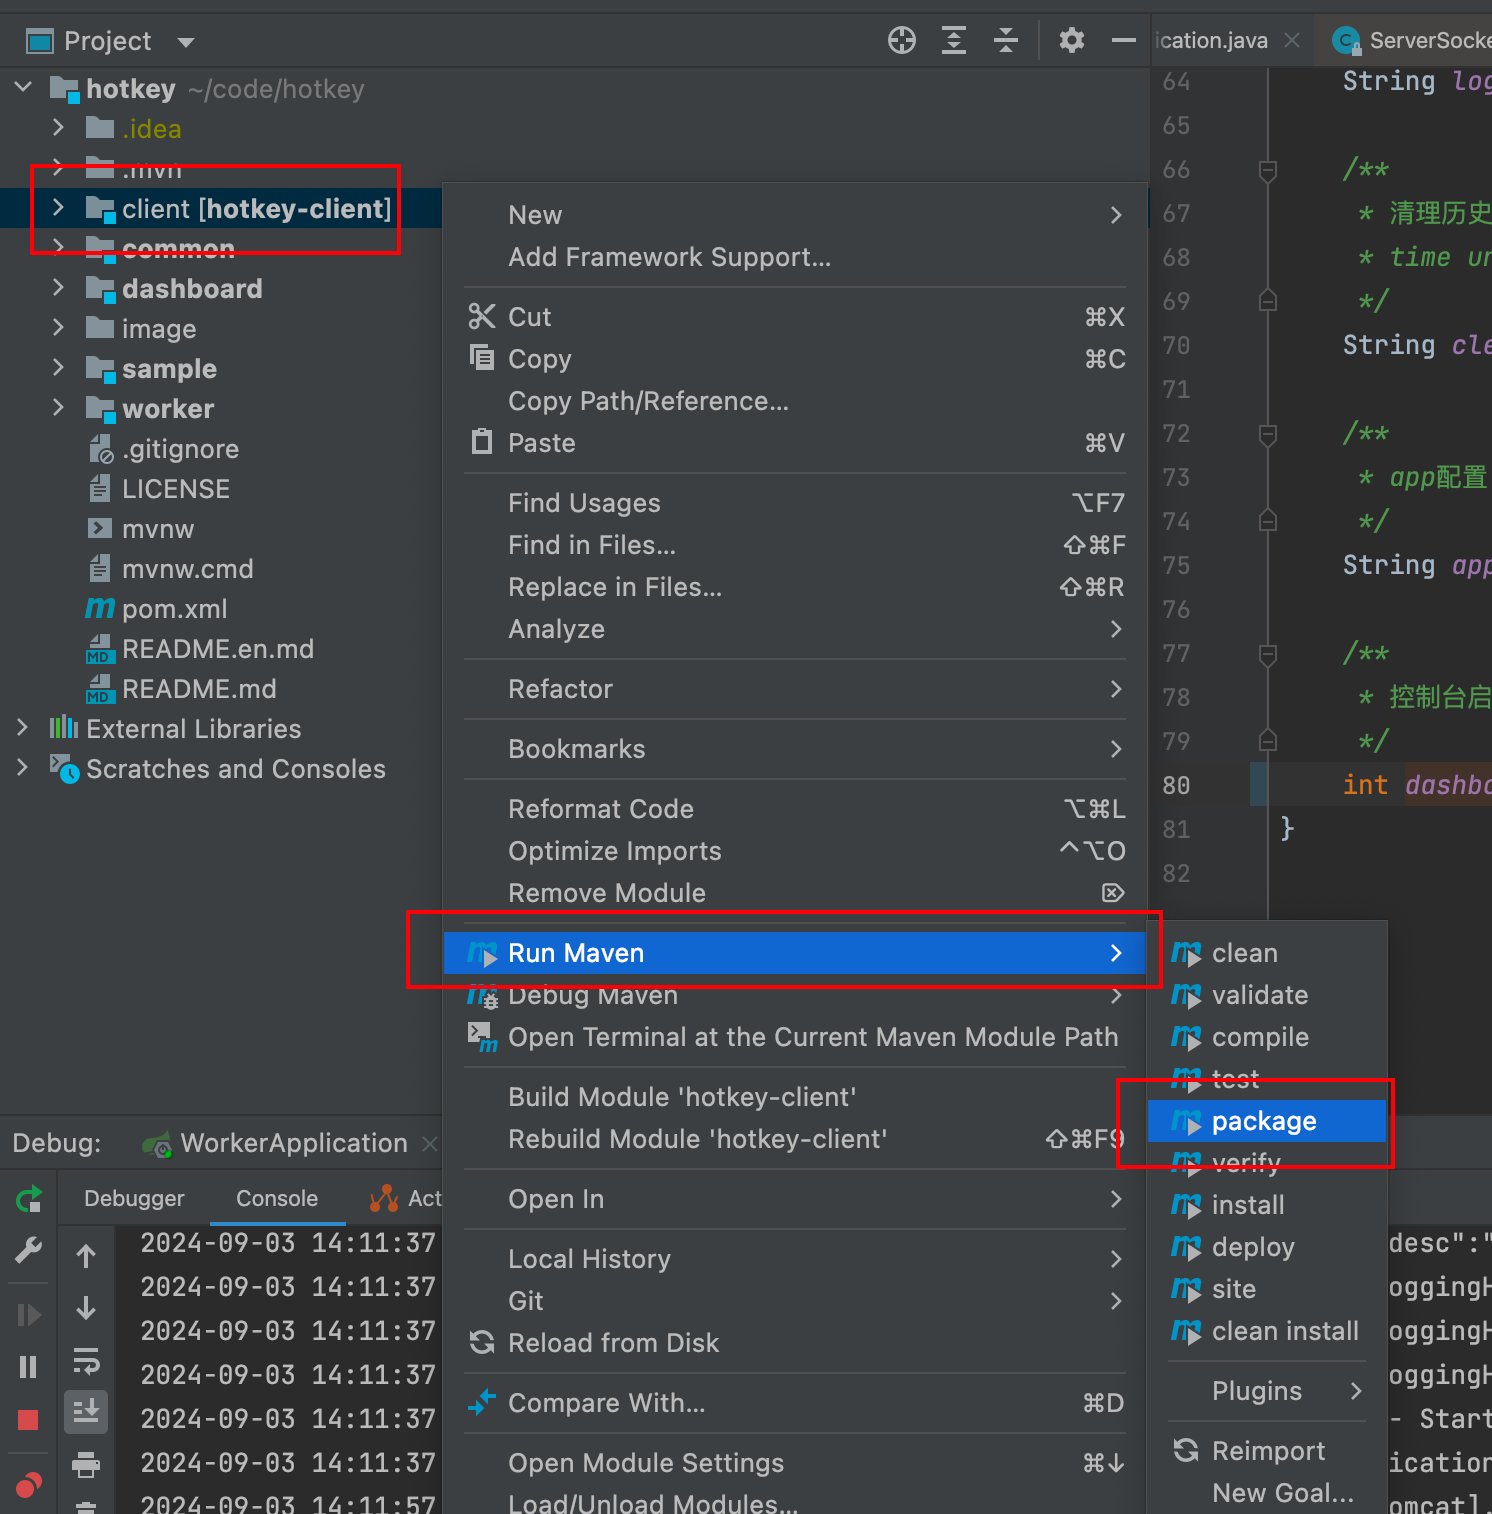 Project
ication.java
ServerSocke
hotkey ~/code/hotkey
.idea
.mvn
client [hotkey-client]
common
dashboard
image
sample
worker
.gitignore
LICENSE
mvnw
mvnw.cmd
pom.xml
README.en.md
README.md
External Libraries
Scratches and Consoles
New
Add Framework Support...
Cut ⌘X
Copy ⌘C
Copy Path/Reference...
Paste ⌘V
Find Usages ⌥F7
Find in Files... ⇧⌘F
Replace in Files... ⇧⌘R
Analyze
Refactor
Bookmarks
Reformat Code ⌥⌘L
Optimize Imports ^⌥O
Remove Module ⌦
Run Maven
Debug Maven
Open Terminal at the Current Maven Module Path
Build Module 'hotkey-client'
Rebuild Module 'hotkey-client' ⇧⌘F9
Open In
Local History
Git
Reload from Disk
Compare With... ⌘D
Open Module Settings ⌘↓
Load/Unload Modules...
clean
validate
compile
test
package
verify
install
deploy
site
clean install
Plugins
Reimport
New Goal...
64 String log
65
66 /**
67 * 清理历史
68 * time un
69 */
70 String cle
71
72 /**
73 * app配置
74 */
75 String app
76
77 /**
78 * 控制台启
79 */
80 int dashbo
81 }
82
Debug: WorkerApplication
Debugger Console Act
2024-09-03 14:11:37
2024-09-03 14:11:37
2024-09-03 14:11:37
2024-09-03 14:11:37
2024-09-03 14:11:37
2024-09-03 14:11:37
2024-09-03 14:11:57
desc":"
oggingH
oggingH
oggingH
- Start
ication
omcatl.